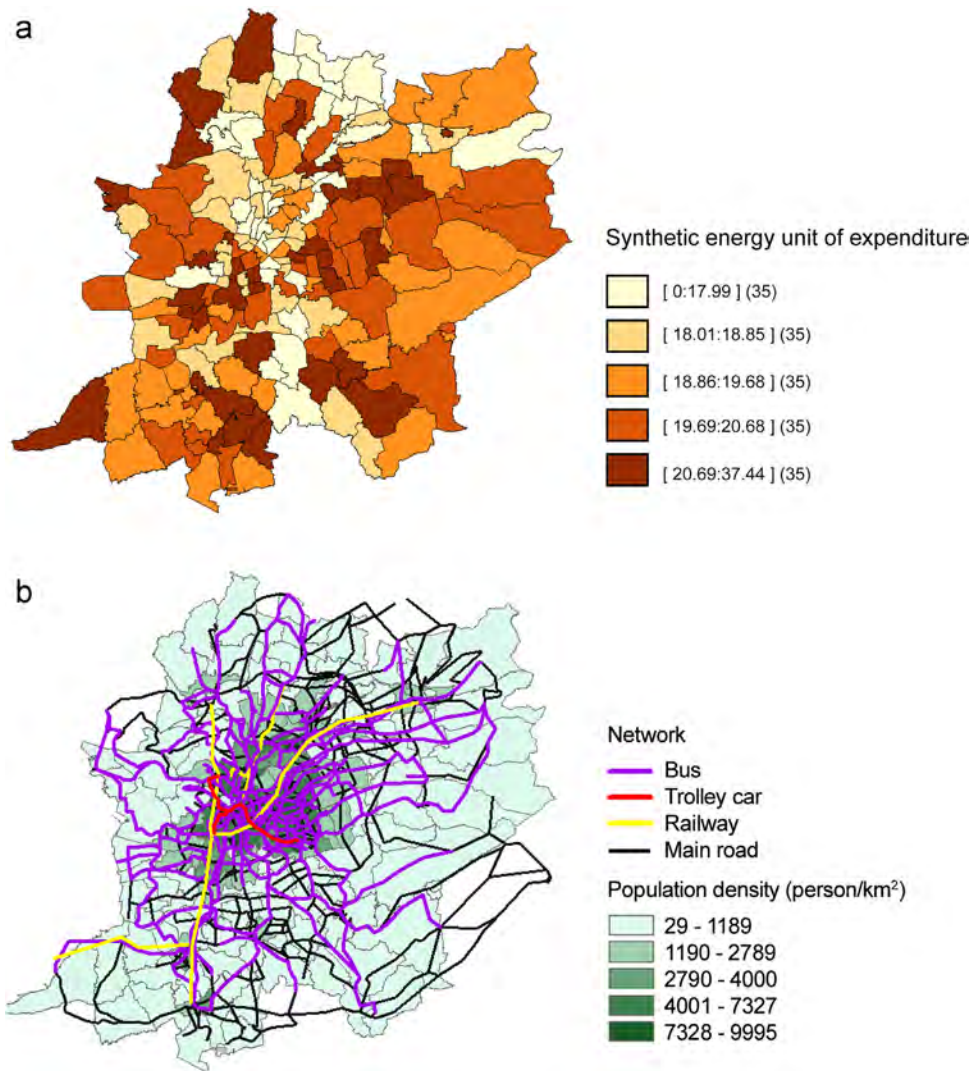 a
Synthetic energy unit of expenditure
[ 0:17.99 ] (35)
[ 18.01:18.85 ] (35)
[ 18.86:19.68 ] (35)
[ 19.69:20.68 ] (35)
[ 20.69:37.44 ] (35)
b
Network
Bus
Trolley car
Railway
Main road
Population density (person/km²)
29 - 1189
1190 - 2789
2790 - 4000
4001 - 7327
7328 - 9995